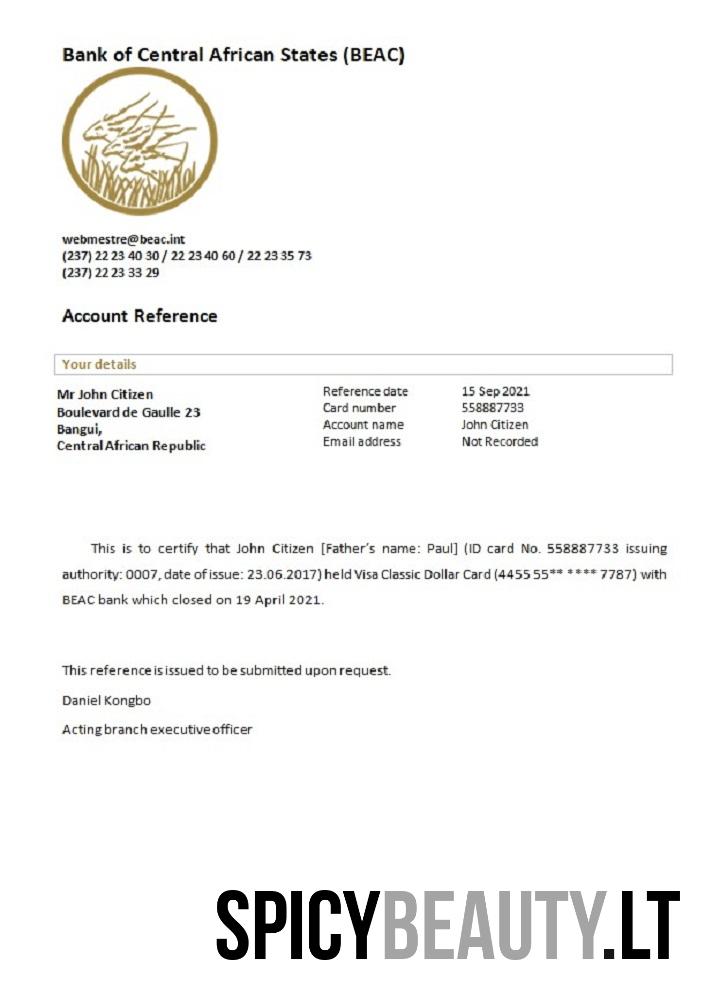 Bank of Central African States (BEAC)
webmestre@beac.int
(237) 22 23 40 30 / 22 23 40 60 / 22 23 35 73
(237) 22 23 33 29
Account Reference
Your details
Mr John Citizen
Boulevard de Gaulle 23
Bangui,
Central African Republic
Reference date 15 Sep 2021
Card number 558887733
Account name John Citizen
Email address Not Recorded
This is to certify that John Citizen [Father's name: Paul] (ID card No. 558887733 issuing
authority: 0007, date of issue: 23.06.2017) held Visa Classic Dollar Card (4455 55** **** 7787) with
BEAC bank which closed on 19 April 2021.
This reference is issued to be submitted upon request.
Daniel Kongbo
Acting branch executive officer
SPICYBEAUTY.LT